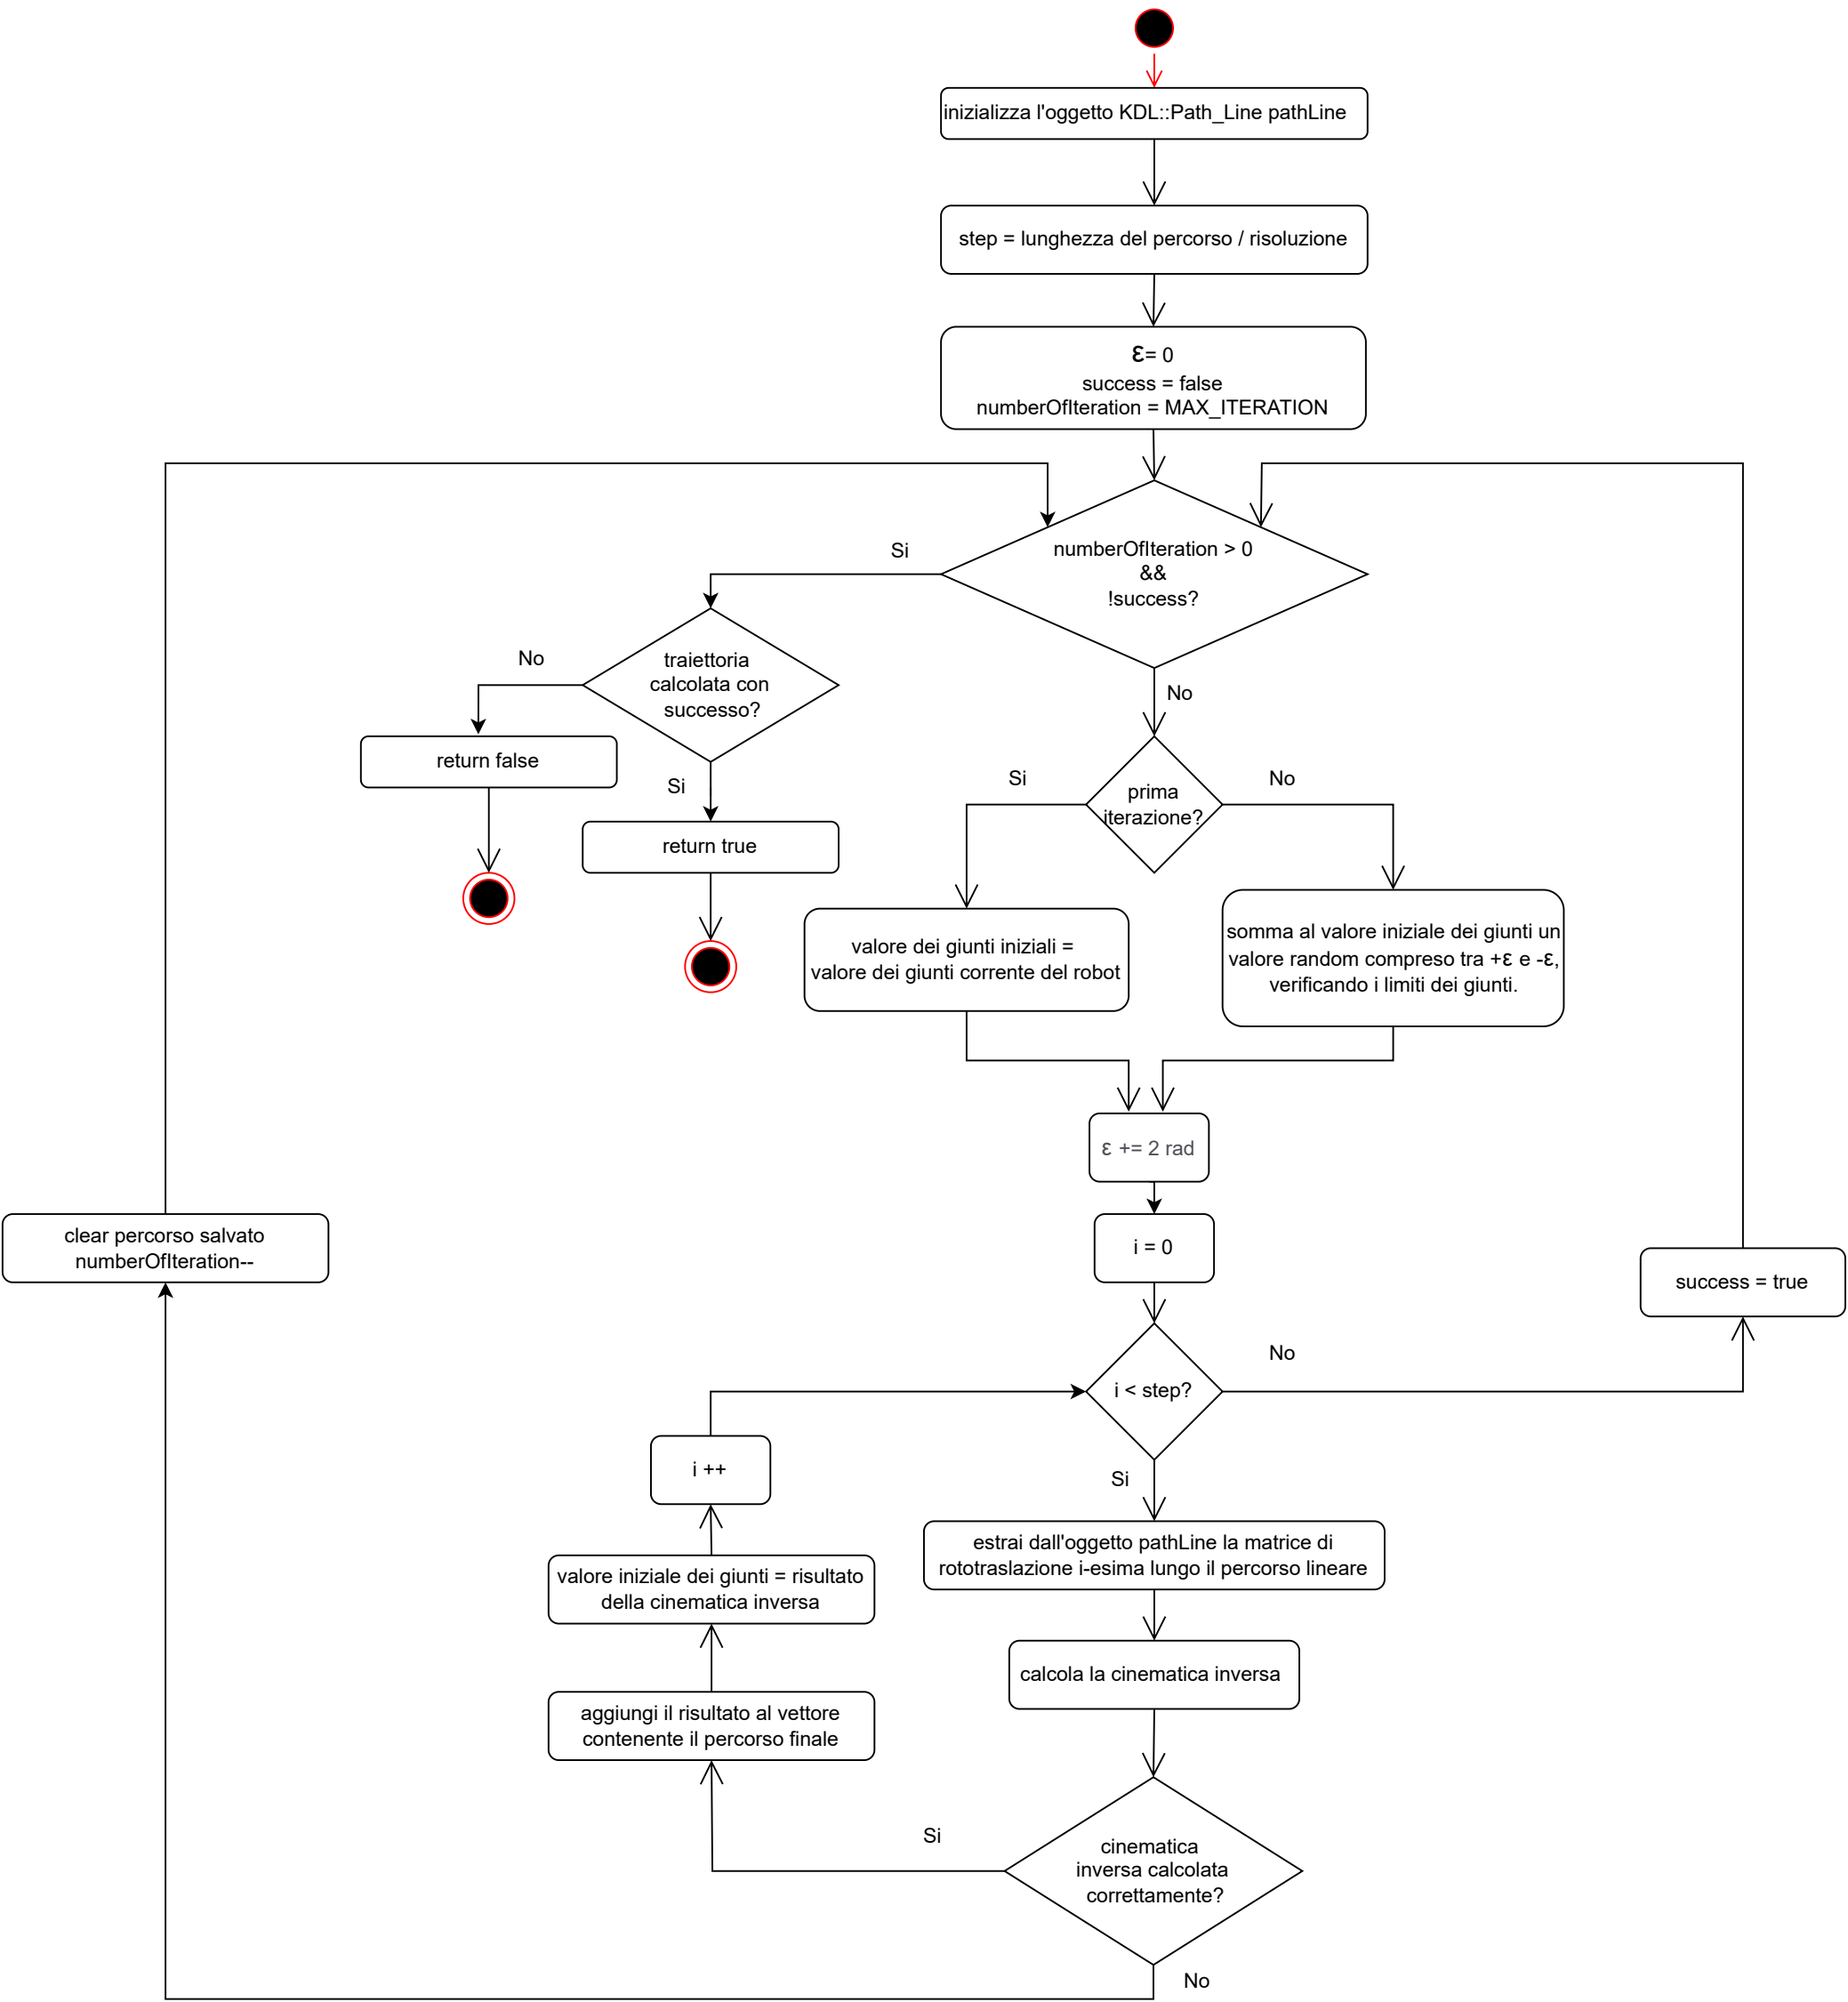 inizializza l'oggetto KDL::Path_Line pathLine
step = lunghezza del percorso / risoluzione
ε= 0
success = false
numberOfIteration = MAX_ITERATION
numberOfIteration > 0
&&
!success?
Si
No
traiettoria
calcolata con
successo?
No
Si
return false
return true
prima
iterazione?
Si
No
valore dei giunti iniziali =
valore dei giunti corrente del robot
somma al valore iniziale dei giunti un
valore random compreso tra +ε e -ε,
verificando i limiti dei giunti.
ε += 2 rad
i = 0
clear percorso salvato
numberOfIteration--
success = true
i < step?
No
Si
i ++
estrai dall'oggetto pathLine la matrice di
rototraslazione i-esima lungo il percorso lineare
valore iniziale dei giunti = risultato
della cinematica inversa
calcola la cinematica inversa
aggiungi il risultato al vettore
contenente il percorso finale
Si
cinematica
inversa calcolata
correttamente?
No